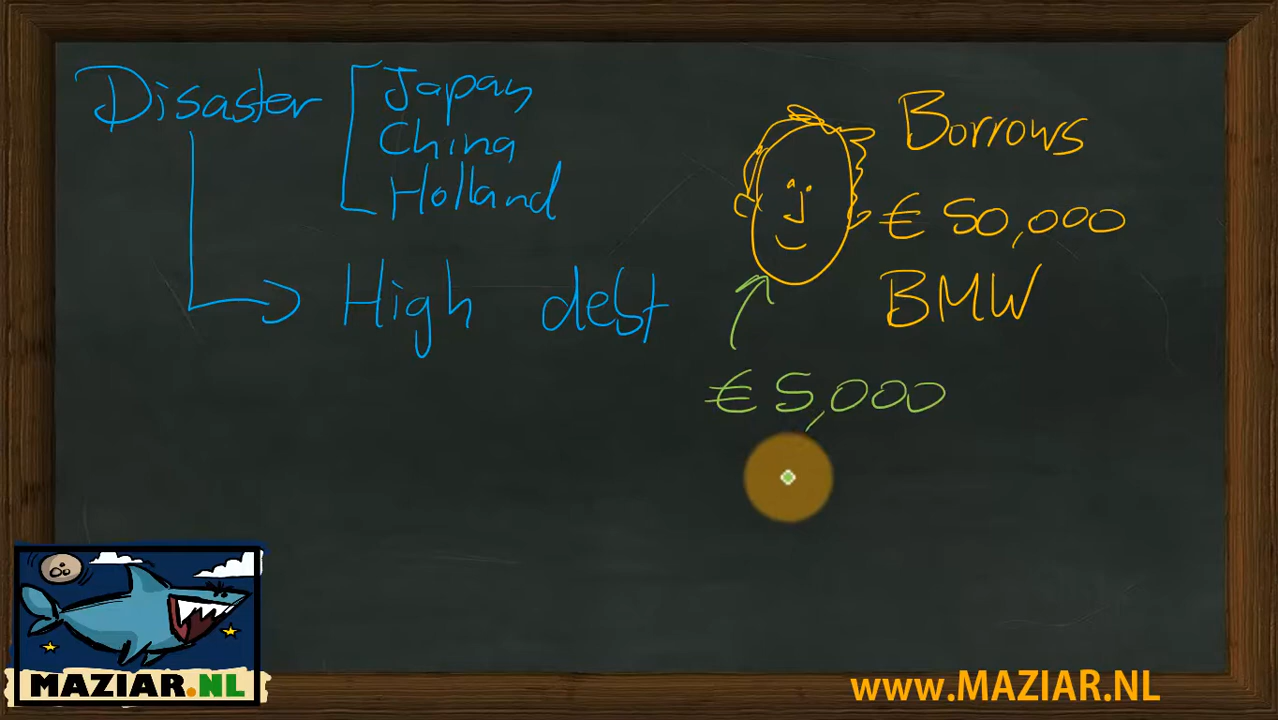 Disaster
Japan
China
Holland
High debt
Borrows
€ 50,000
BMW
€ 5,000
MAZIAR.NL
www.MAZIAR.NL